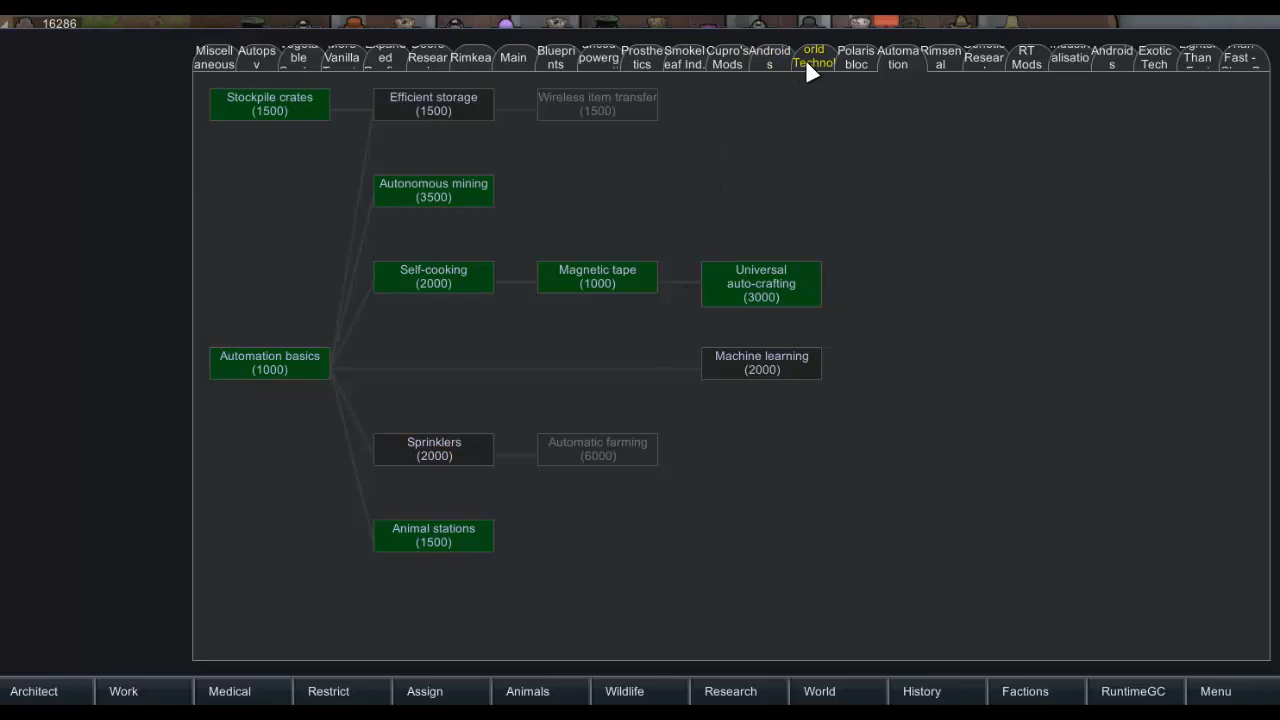 16286
Miscell
aneous
Autops
y
ble
Vanilla
ed
Resear
Rimkea
Main
Bluepri
nts
powerg
Prosthe
tics
Smokel
eaf Ind.
Cupro's
Mods
Android
s
orld
Technol
Polaris
bloc
Automa
tion
Rimsen
al
Resear
RT
Mods
alisatio
Android
s
Exotic
Tech
Than
Fast -
Stockpile crates
(1500)
Efficient storage
(1500)
Wireless item transfer
(1500)
Autonomous mining
(3500)
Self-cooking
(2000)
Magnetic tape
(1000)
Universal
auto-crafting
(3000)
Automation basics
(1000)
Machine learning
(2000)
Sprinklers
(2000)
Automatic farming
(6000)
Animal stations
(1500)
Architect
Work
Medical
Restrict
Assign
Animals
Wildlife
Research
World
History
Factions
RuntimeGC
Menu